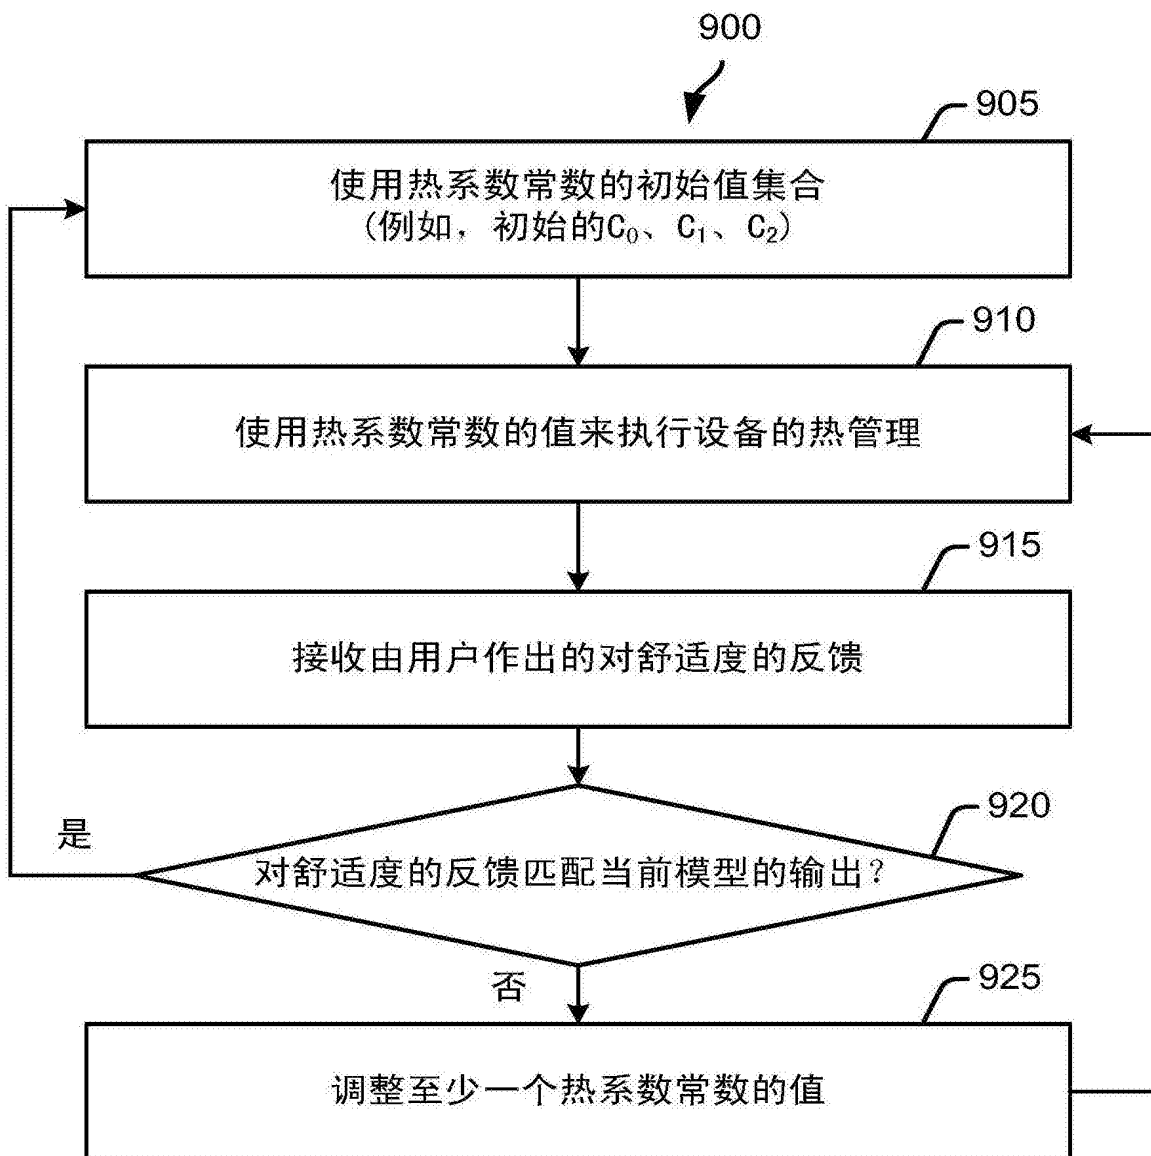 900
905
使用热系数常数的初始值集合
(例如，初始的C₀、C₁、C₂)
910
使用热系数常数的值来执行设备的热管理
915
接收由用户作出的对舒适度的反馈
920
是
对舒适度的反馈匹配当前模型的输出？
否
925
调整至少一个热系数常数的值